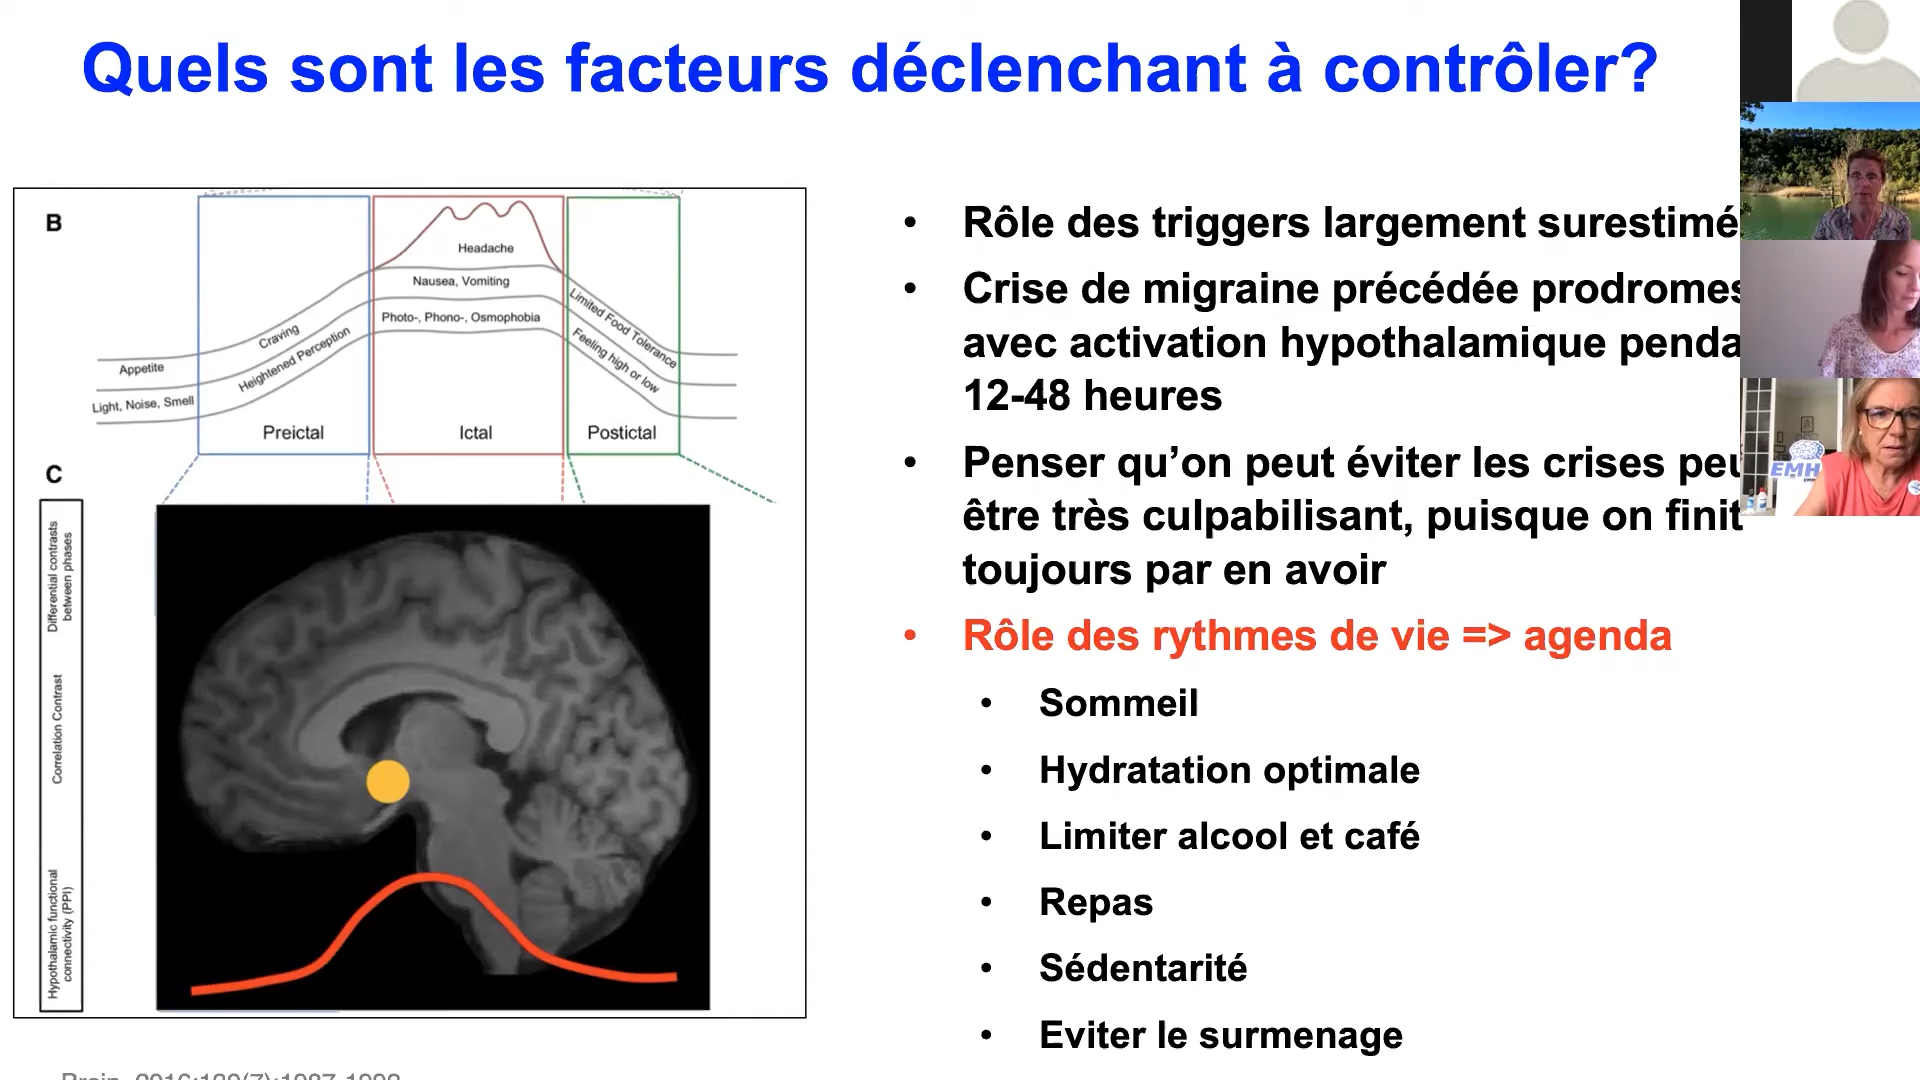 Quels sont les facteurs déclenchant à contrôler?
B
Headache
Nausea, Vomiting
Photo-, Phono-, Osmophobia
Craving
Heightened Perception
Appetite
Light, Noise, Smell
Limited Food Tolerance
Feeling high or low
Preictal
Ictal
Postictal
C
Differential contrasts
between phases
Correlation Contrast
Hypothalamic functional
connectivity (PPI)
• Rôle des triggers largement surestimé
• Crise de migraine précédée prodromes
avec activation hypothalamique penda
12-48 heures
• Penser qu’on peut éviter les crises peu
être très culpabilisant, puisque on finit
toujours par en avoir
• Rôle des rythmes de vie => agenda
• Sommeil
• Hydratation optimale
• Limiter alcool et café
• Repas
• Sédentarité
• Eviter le surmenage
EMH